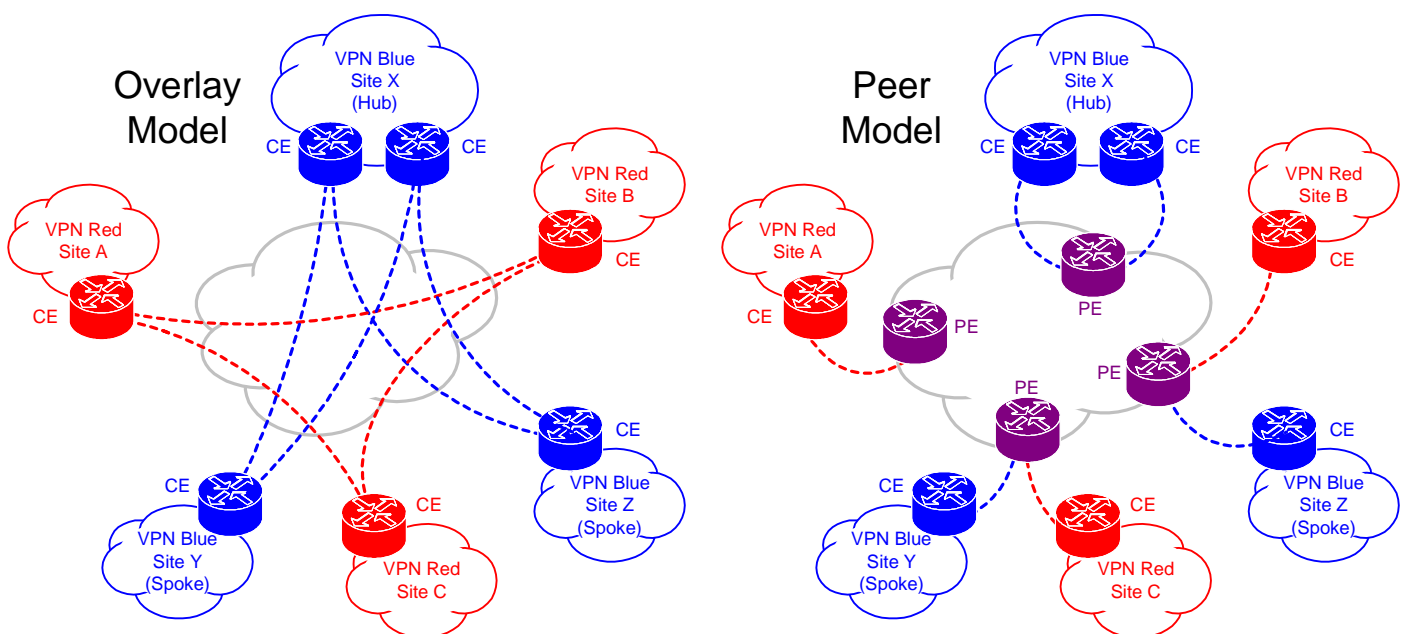 Overlay
Model
VPN Blue
Site X
(Hub)
CE
CE
VPN Red
Site B
CE
VPN Red
Site A
CE
CE
VPN Blue
Site Z
(Spoke)
CE
VPN Blue
Site Y
(Spoke)
CE
VPN Red
Site C
Peer
Model
VPN Blue
Site X
(Hub)
CE
CE
VPN Red
Site B
CE
VPN Red
Site A
CE
PE
PE
PE
PE
CE
VPN Blue
Site Z
(Spoke)
CE
VPN Blue
Site Y
(Spoke)
CE
VPN Red
Site C